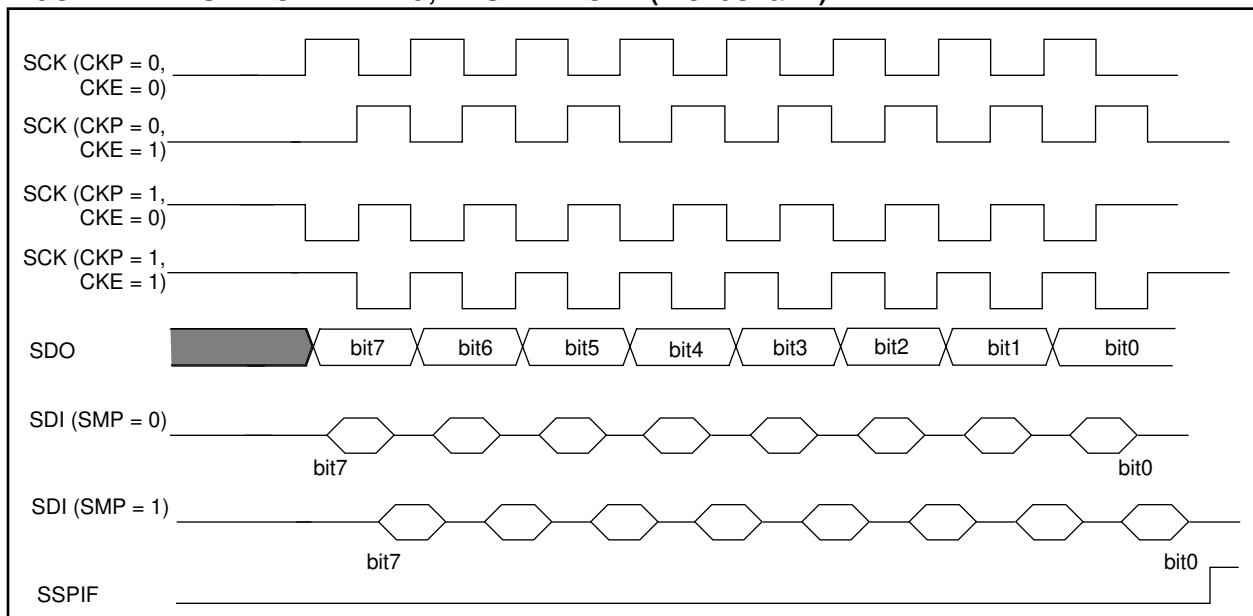 SCK (CKP = 0,
CKE = 0)
SCK (CKP = 0,
CKE = 1)
SCK (CKP = 1,
CKE = 0)
SCK (CKP = 1,
CKE = 1)
SDO
bit7 bit6 bit5 bit4 bit3 bit2 bit1 bit0
SDI (SMP = 0)
bit7 bit0
SDI (SMP = 1)
bit7 bit0
SSPIF